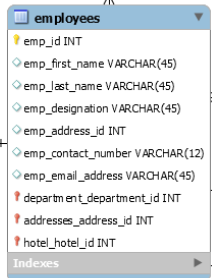 employees
emp_id INT
emp_first_name VARCHAR(45)
emp_last_name VARCHAR(45)
emp_designation VARCHAR(45)
emp_address_id INT
emp_contact_number VARCHAR(12)
emp_email_address VARCHAR(45)
department_department_id INT
addresses_address_id INT
hotel_hotel_id INT
Indexes